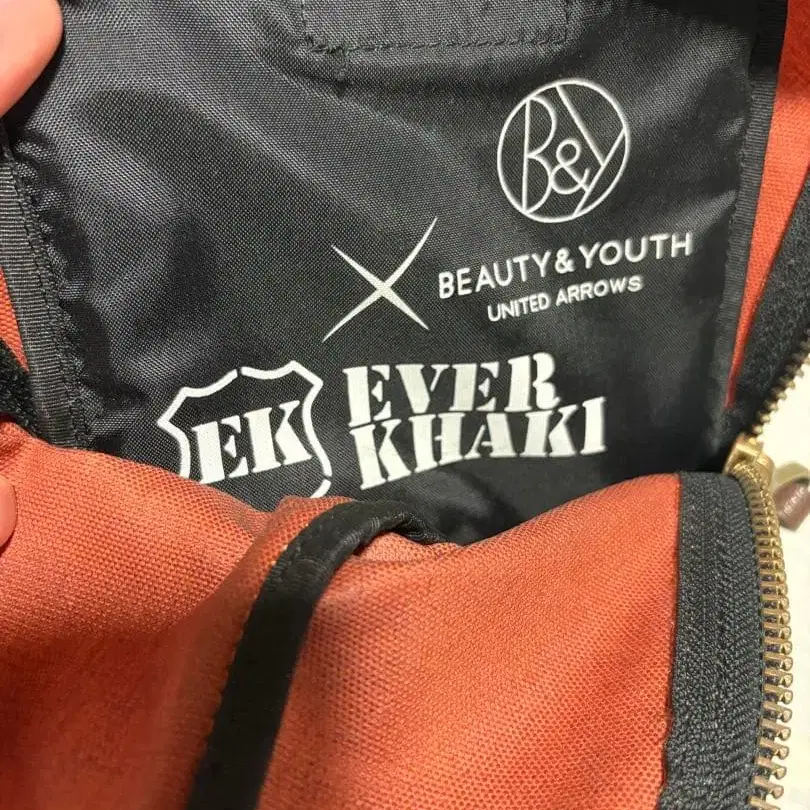 B&Y
BEAUTY & YOUTH
UNITED ARROWS
EK
EVER
KHAKI